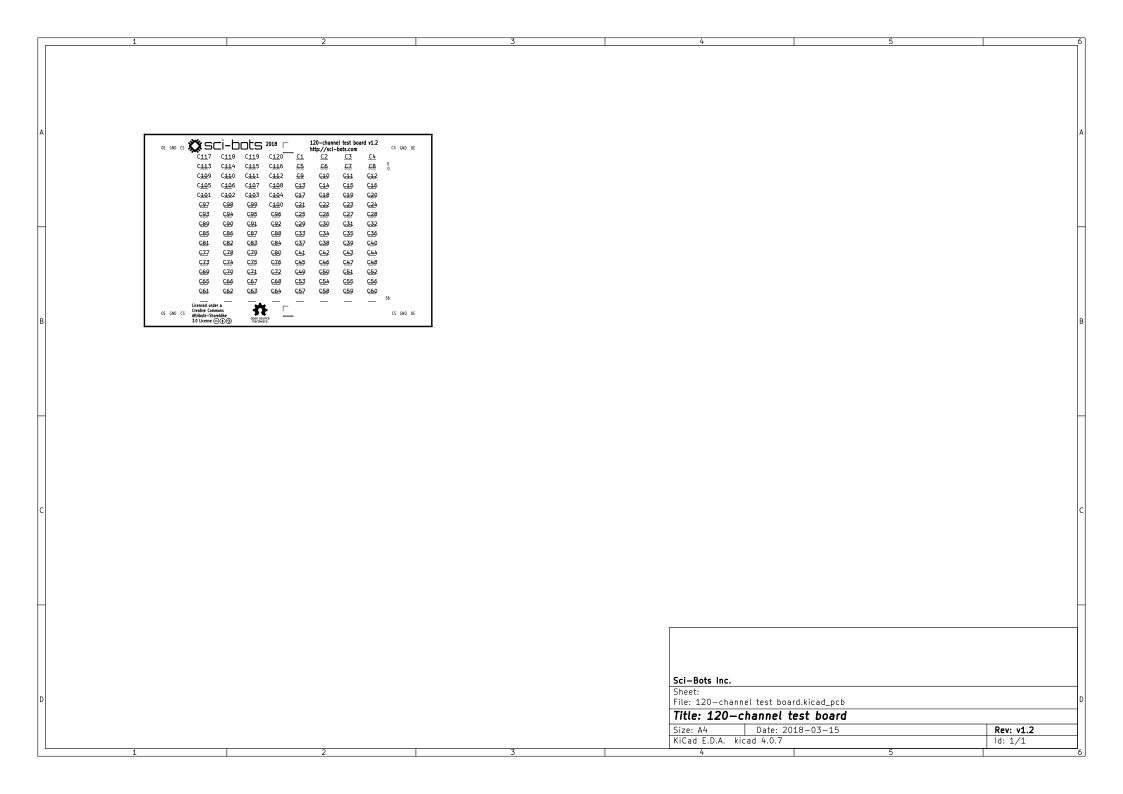 1 2 3 4 5 6
A A
sci-bots 2018 120-channel test board v1.2
http://sci-bots.com
OE GND CS CS GND OE
C117 C118 C119 C120 C1 C2 C3 C4
C113 C114 C115 C116 C5 C6 C7 C8
C109 C110 C111 C112 C9 C10 C11 C12
C105 C106 C107 C108 C13 C14 C15 C16
C101 C102 C103 C104 C17 C18 C19 C20
C97 C98 C99 C100 C21 C22 C23 C24
C93 C94 C95 C96 C25 C26 C27 C28
C89 C90 C91 C92 C29 C30 C31 C32
C85 C86 C87 C88 C33 C34 C35 C36
C81 C82 C83 C84 C37 C38 C39 C40
C77 C78 C79 C80 C41 C42 C43 C44
C73 C74 C75 C76 C45 C46 C47 C48
C69 C70 C71 C72 C49 C50 C51 C52
C65 C66 C67 C68 C53 C54 C55 C56
C61 C62 C63 C64 C57 C58 C59 C60
56
Licensed under a
Creative Commons
Attribute-ShareAlike
3.0 License
open source
hardware
OE GND CS CS GND OE
B B
C C
D D
Sci-Bots Inc.
Sheet:
File: 120-channel test board.kicad_pcb
Title: 120-channel test board
Size: A4 Date: 2018-03-15 Rev: v1.2
KiCad E.D.A. kicad 4.0.7 Id: 1/1
1 2 3 4 5 6